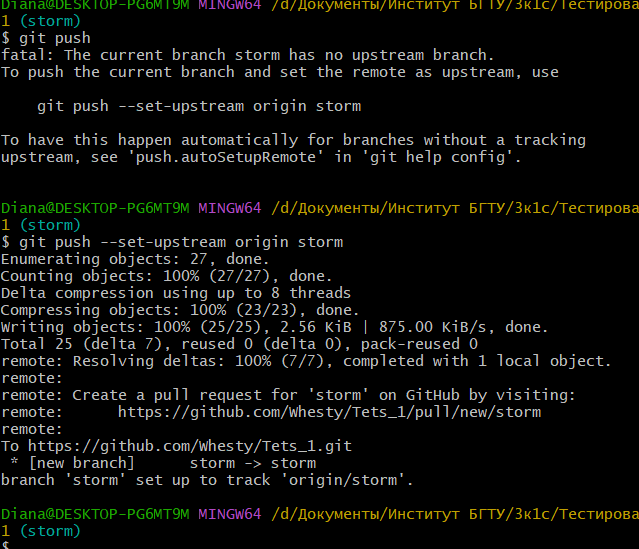 Diana@DESKTOP-PG6MT9M MINGW64 /d/Документы/Институт БГТУ/3к1с/Тестирова
1 (storm)
$ git push
fatal: The current branch storm has no upstream branch.
To push the current branch and set the remote as upstream, use
    git push --set-upstream origin storm
To have this happen automatically for branches without a tracking
upstream, see 'push.autoSetupRemote' in 'git help config'.
Diana@DESKTOP-PG6MT9M MINGW64 /d/Документы/Институт БГТУ/3к1с/Тестирова
1 (storm)
$ git push --set-upstream origin storm
Enumerating objects: 27, done.
Counting objects: 100% (27/27), done.
Delta compression using up to 8 threads
Compressing objects: 100% (23/23), done.
Writing objects: 100% (25/25), 2.56 KiB | 875.00 KiB/s, done.
Total 25 (delta 7), reused 0 (delta 0), pack-reused 0
remote: Resolving deltas: 100% (7/7), completed with 1 local object.
remote:
remote: Create a pull request for 'storm' on GitHub by visiting:
remote:      https://github.com/Whesty/Tets_1/pull/new/storm
remote:
To https://github.com/Whesty/Tets_1.git
 * [new branch]      storm -> storm
branch 'storm' set up to track 'origin/storm'.
Diana@DESKTOP-PG6MT9M MINGW64 /d/Документы/Институт БГТУ/3к1с/Тестирова
1 (storm)
$